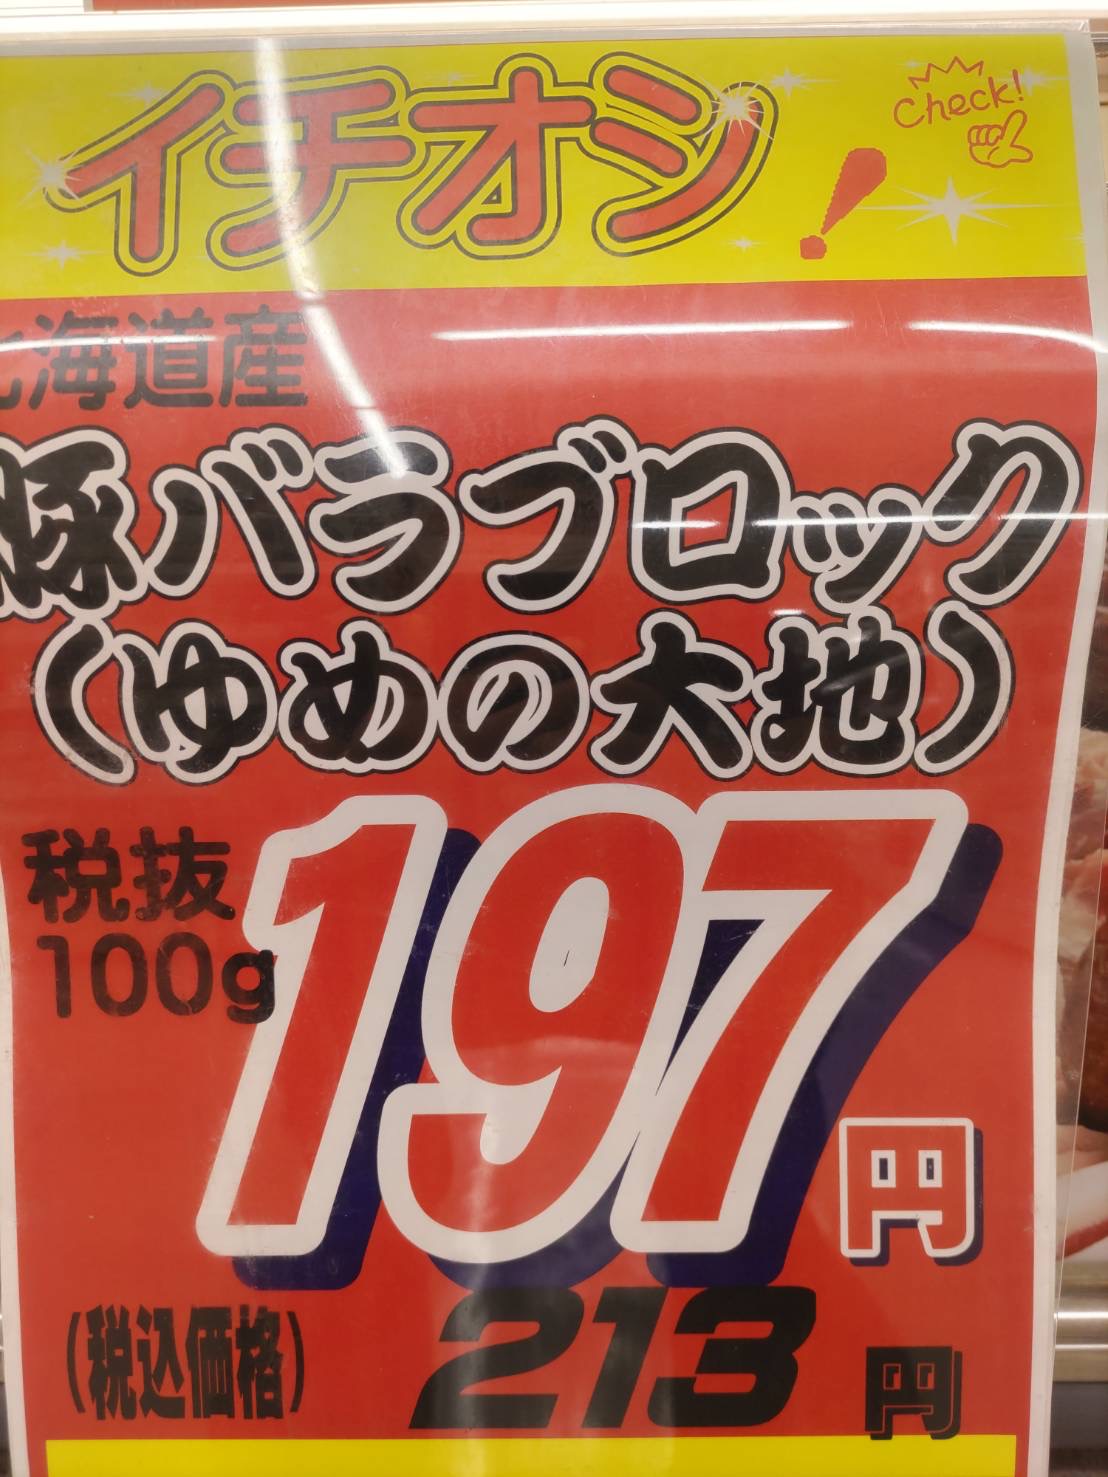 イチオシ!
Check!
北海道産
豚バラブロック
(ゆめの大地)
税抜
100g
197円
(税込価格) 213円